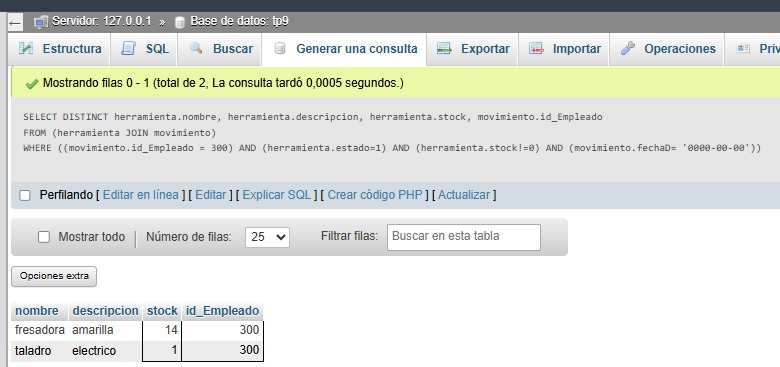 Servidor: 127.0.0.1 » Base de datos: tp9
Estructura SQL Buscar Generar una consulta Exportar Importar Operaciones Priv
Mostrando filas 0 - 1 (total de 2, La consulta tardó 0,0005 segundos.)
SELECT DISTINCT herramienta.nombre, herramienta.descripcion, herramienta.stock, movimiento.id_Empleado
FROM (herramienta JOIN movimiento)
WHERE ((movimiento.id_Empleado = 300) AND (herramienta.estado=1) AND (herramienta.stock!=0) AND (movimiento.fechaD= '0000-00-00'))
Perfilando [ Editar en línea ] [ Editar ] [ Explicar SQL ] [ Crear código PHP ] [ Actualizar ]
Mostrar todo | Número de filas: 25 Filtrar filas: Buscar en esta tabla
Opciones extra
nombre descripcion stock id_Empleado
fresadora amarilla 14 300
taladro electrico 1 300